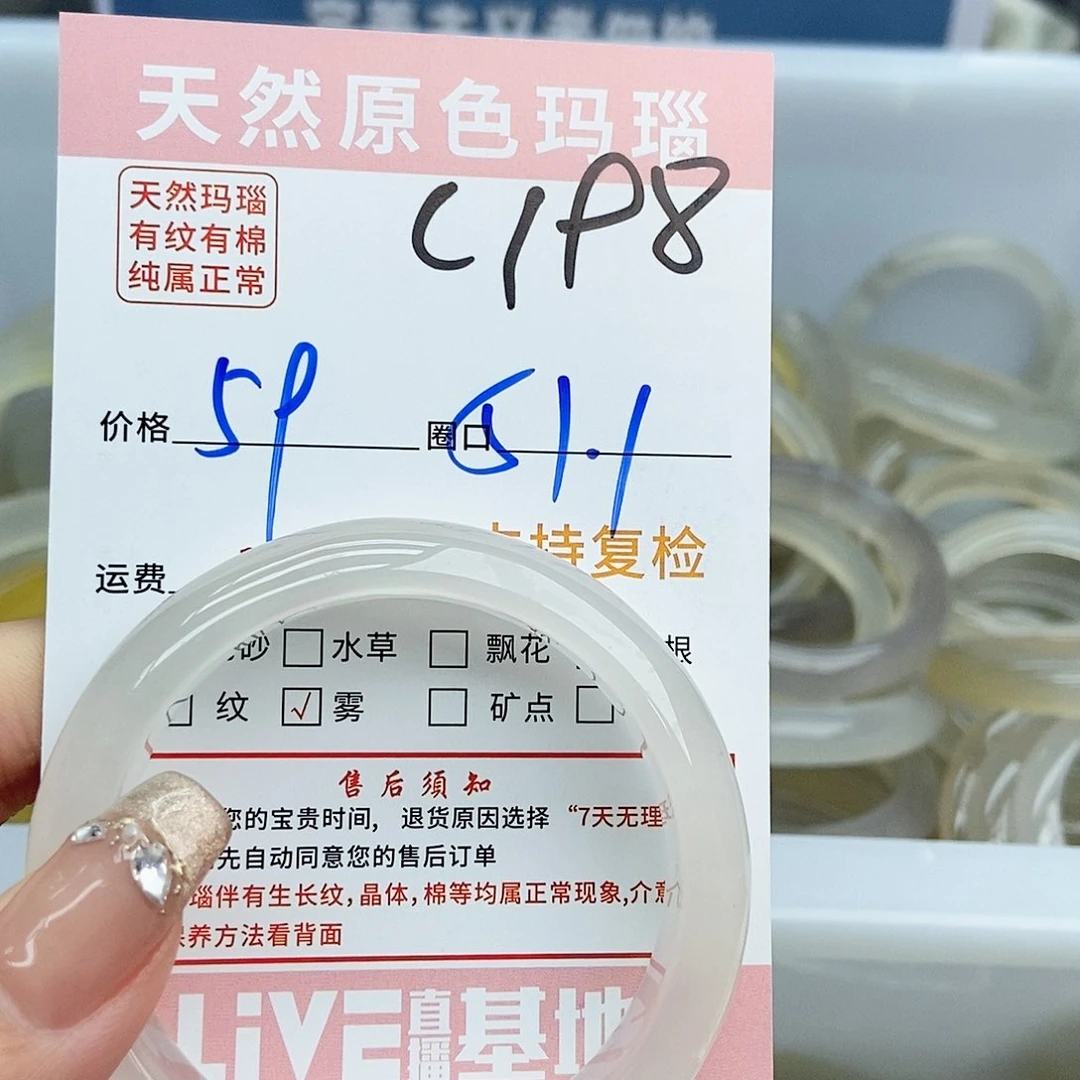 天然原色玛瑙
C198
天然玛瑙
有纹有棉
纯属正常
价格 59 圈口 51.1
持复检
运费
砂 水草 飘花 根
纹 √ 雾 矿点
售后须知
您的宝贵时间, 退货原因选择 “7天无理
先自动同意您的售后订单
瑙伴有生长纹,晶体,棉等均属正常现象,介意
养方法看背面
LiVE 直播 基地